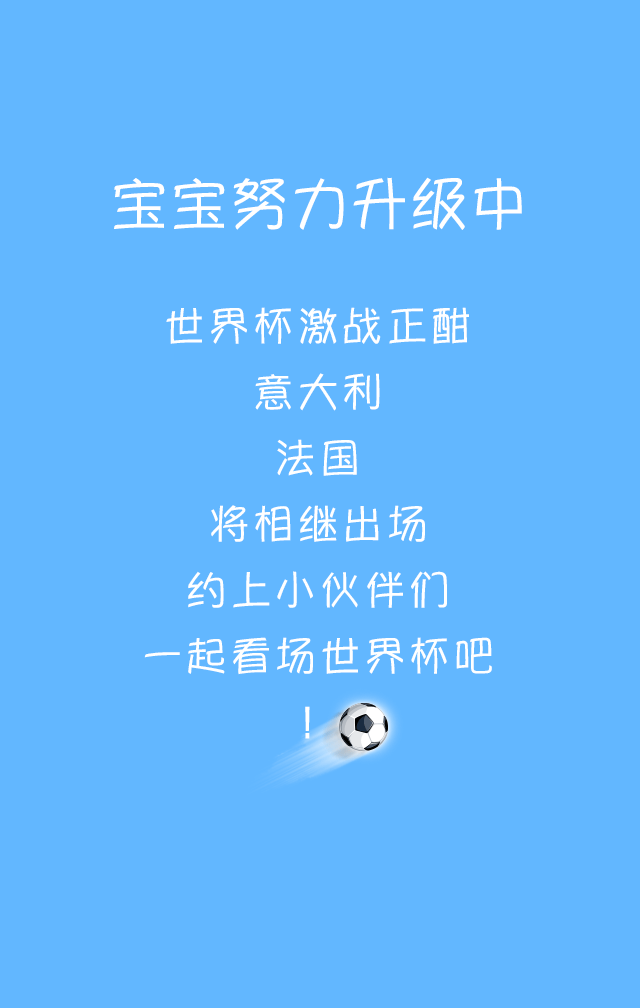 宝宝努力升级中
世界杯激战正酣
意大利
法国
将相继出场
约上小伙伴们
一起看场世界杯吧
！